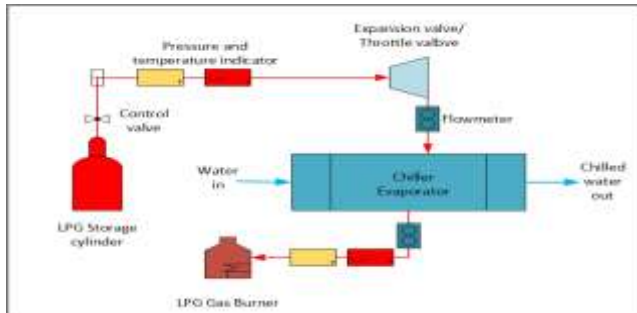 Expansion valve/
Throttle valbve
Pressure and
temperature indicator
Control
valve
Flowmeter
Water
in
Chiller
Evaporator
Chilled
water
out
LPG Storage
cylinder
LPG Gas Burner